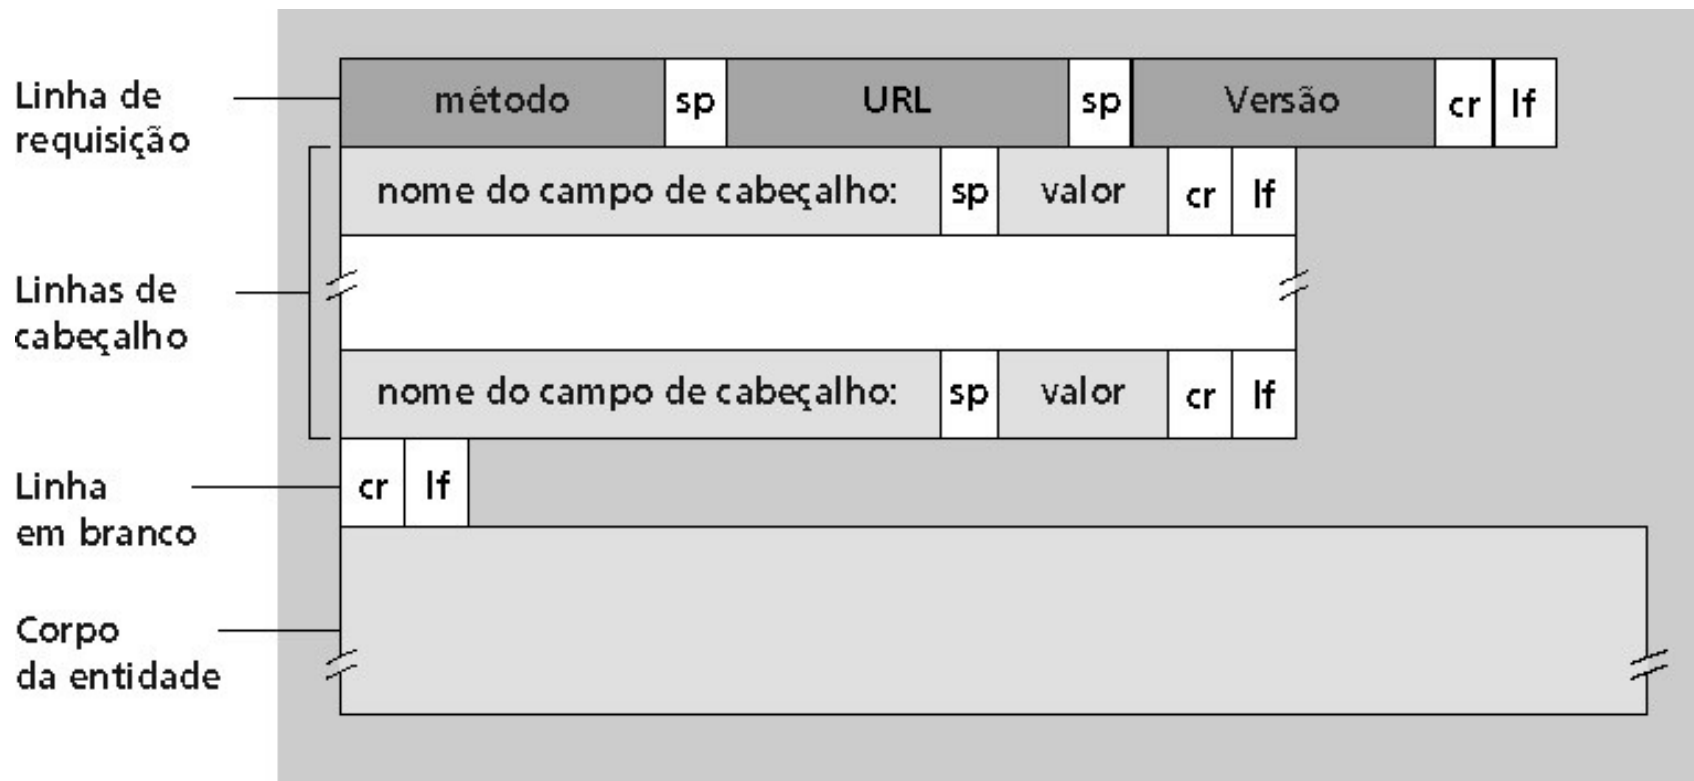 Linha de
requisição
método sp URL sp Versão cr lf
nome do campo de cabeçalho: sp valor cr lf
Linhas de
cabeçalho
nome do campo de cabeçalho: sp valor cr lf
Linha
em branco
cr lf
Corpo
da entidade